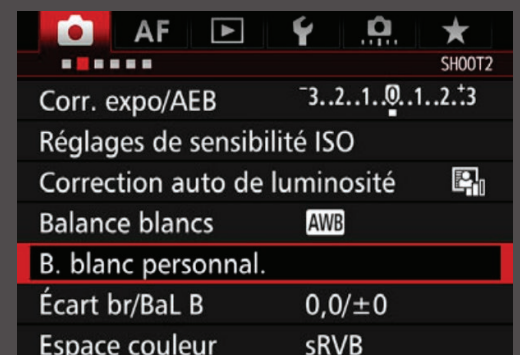 AF
SHOOT2
Corr. expo/AEB -3..2..1..0..1..2..+3
Réglages de sensibilité ISO
Correction auto de luminosité
Balance blancs AWB
B. blanc personnal.
Écart br/BaL B 0,0/±0
Espace couleur sRVB